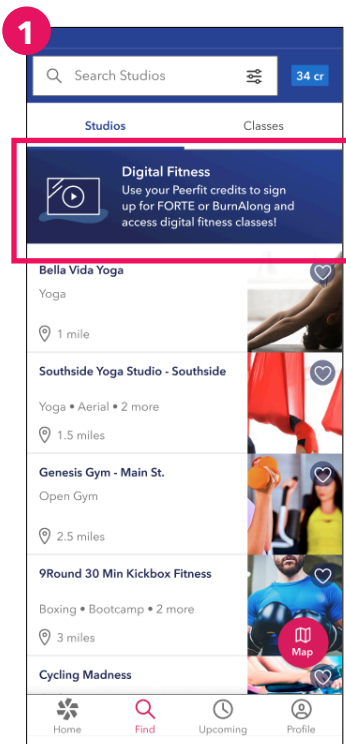 1
Search Studios
34 cr
Studios
Classes
Digital Fitness
Use your Peerfit credits to sign
up for FORTE or BurnAlong and
access digital fitness classes!
Bella Vida Yoga
Yoga
1 mile
Southside Yoga Studio - Southside
Yoga • Aerial • 2 more
1.5 miles
Genesis Gym - Main St.
Open Gym
2.5 miles
9Round 30 Min Kickbox Fitness
Boxing • Bootcamp • 2 more
3 miles
Map
Cycling Madness
Home
Find
Upcoming
Profile